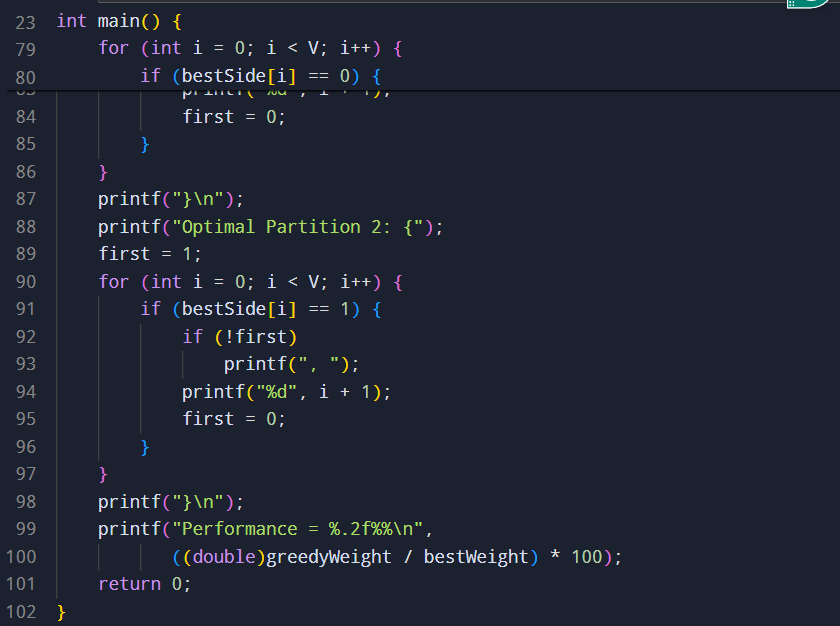 23 int main() {
79     for (int i = 0; i < V; i++) {
80         if (bestSide[i] == 0) {
84             first = 0;
85         }
86     }
87     printf("}\n");
88     printf("Optimal Partition 2: {");
89     first = 1;
90     for (int i = 0; i < V; i++) {
91         if (bestSide[i] == 1) {
92             if (!first)
93                 printf(", ");
94             printf("%d", i + 1);
95             first = 0;
96         }
97     }
98     printf("}\n");
99     printf("Performance = %.2f%%\n",
100            ((double)greedyWeight / bestWeight) * 100);
101    return 0;
102 }